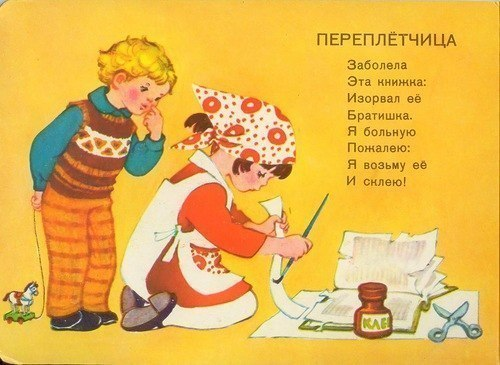 ПЕРЕПЛЁТЧИЦА
Заболела
Эта книжка:
Изорвал её
Братишка.
Я больную
Пожалею:
Я возьму её
И склею!
КЛЕЙ